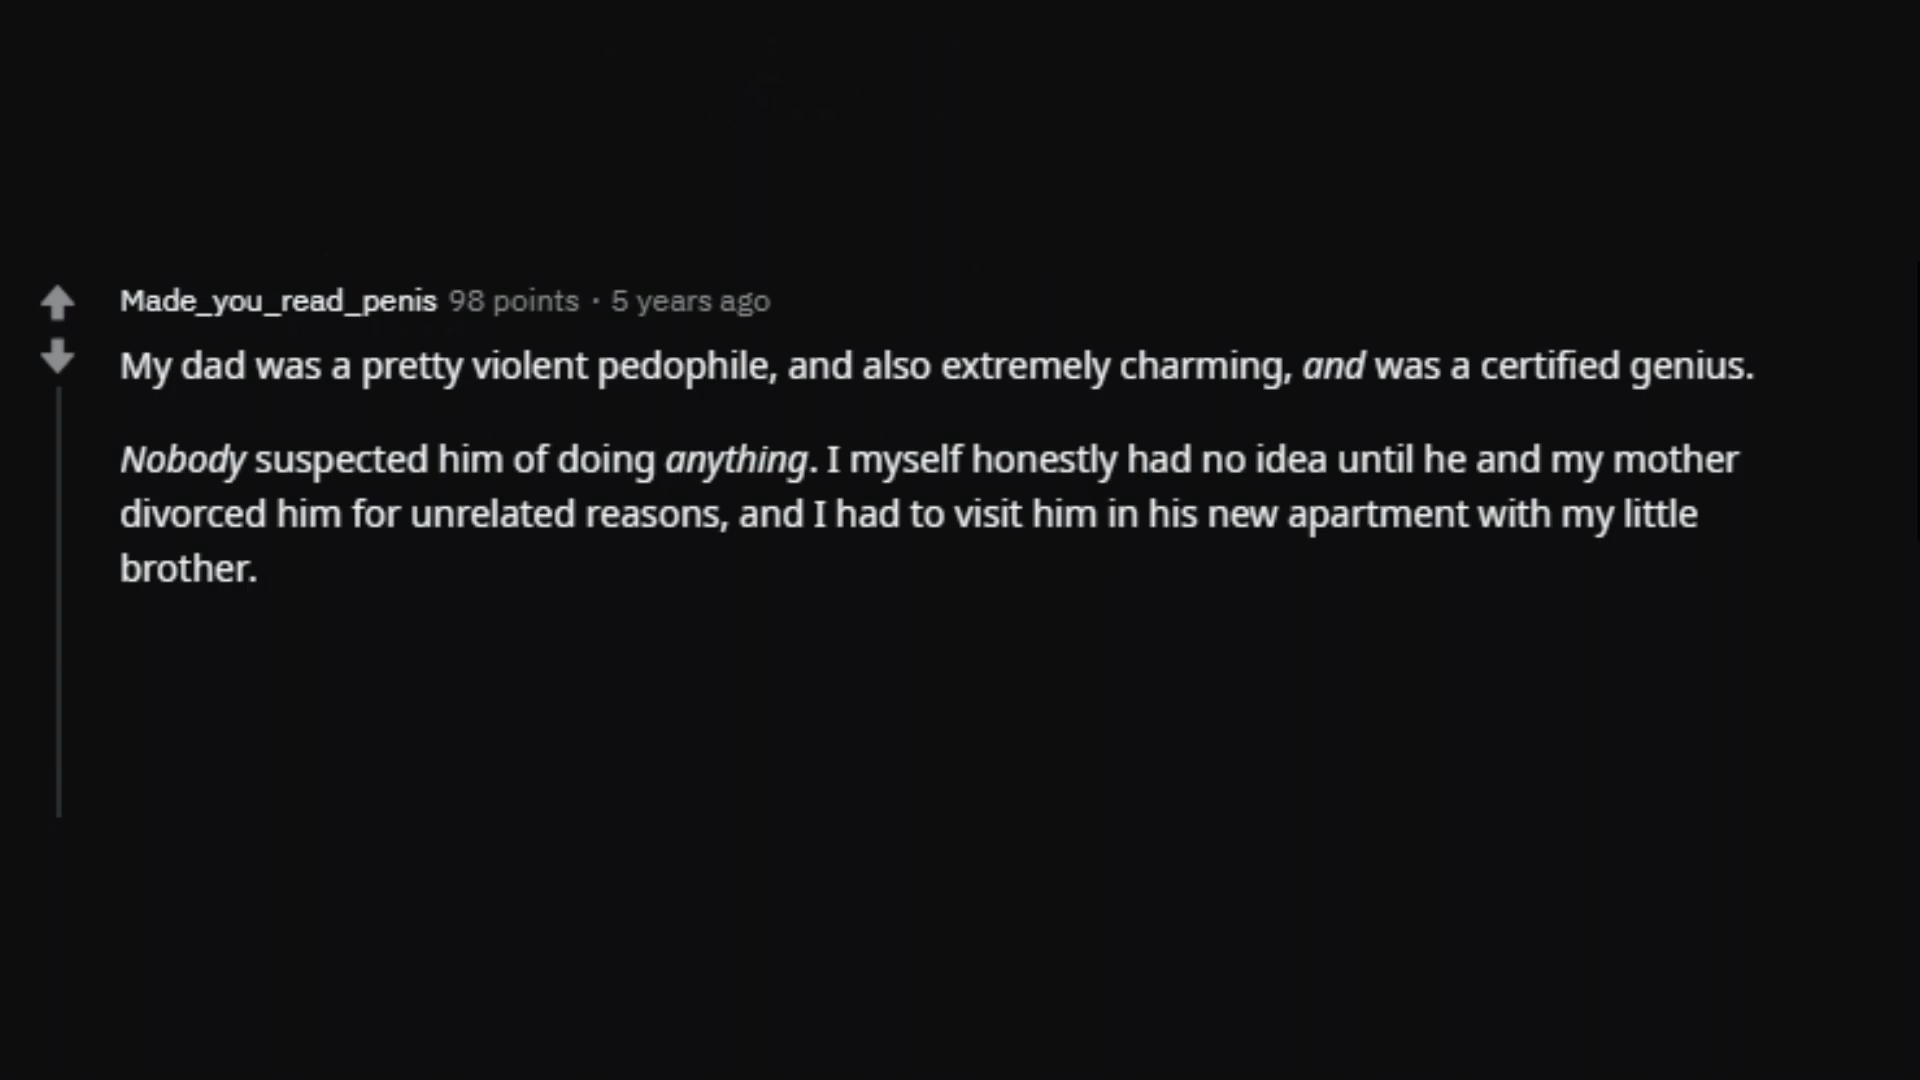 Made_you_read_penis 98 points · 5 years ago
My dad was a pretty violent pedophile, and also extremely charming, and was a certified genius.
Nobody suspected him of doing anything. I myself honestly had no idea until he and my mother
divorced him for unrelated reasons, and I had to visit him in his new apartment with my little
brother.